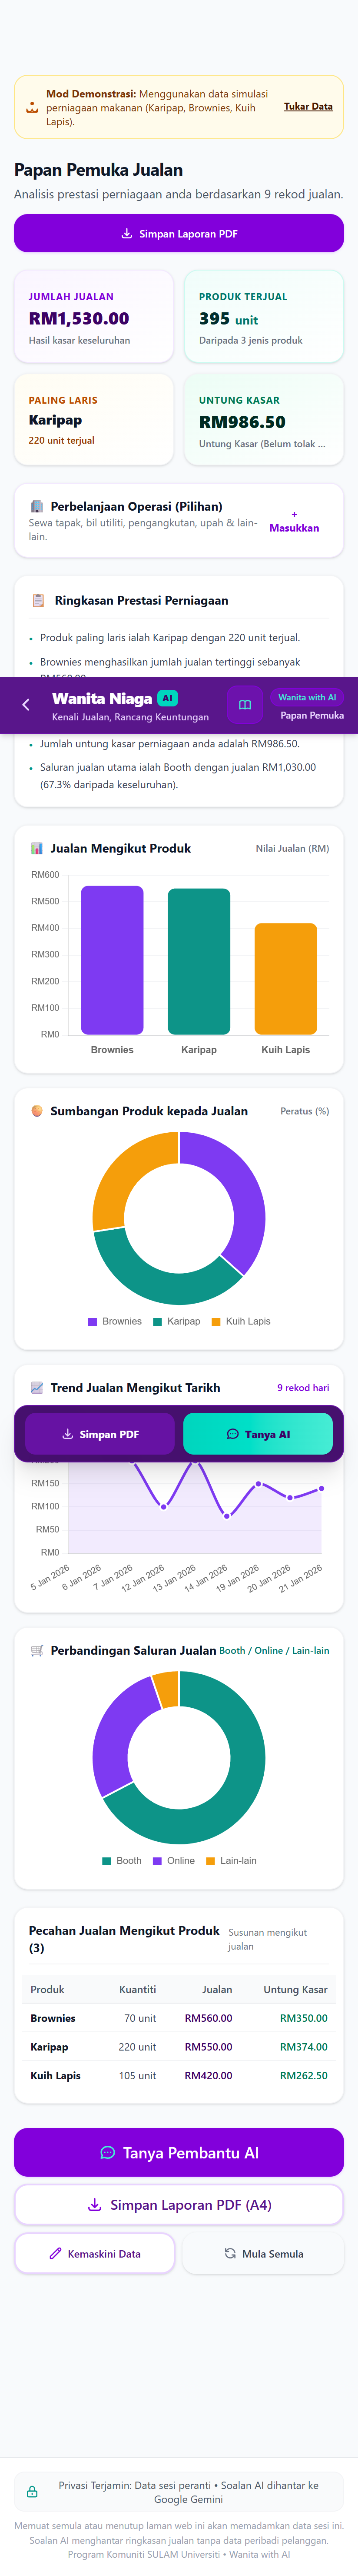 Mod Demonstrasi: Menggunakan data simulasi
perniagaan makanan (Karipap, Brownies, Kuih
Lapis).
Tukar Data
Papan Pemuka Jualan
Analisis prestasi perniagaan anda berdasarkan 9 rekod jualan.
Simpan Laporan PDF
JUMLAH JUALAN
RM1,530.00
Hasil kasar keseluruhan
PRODUK TERJUAL
395 unit
Daripada 3 jenis produk
PALING LARIS
Karipap
220 unit terjual
UNTUNG KASAR
RM986.50
Untung Kasar (Belum tolak ...
Perbelanjaan Operasi (Pilihan)
Sewa tapak, bil utiliti, pengangkutan, upah & lain-
lain.
+
Masukkan
Ringkasan Prestasi Perniagaan
• Produk paling laris ialah Karipap dengan 220 unit terjual.
• Brownies menghasilkan jumlah jualan tertinggi sebanyak
Wanita Niaga AI
Kenali Jualan, Rancang Keuntungan
Wanita with AI
Papan Pemuka
• Jumlah untung kasar perniagaan anda adalah RM986.50.
• Saluran jualan utama ialah Booth dengan jualan RM1,030.00
(67.3% daripada keseluruhan).
Jualan Mengikut Produk
Nilai Jualan (RM)
RM600
RM500
RM400
RM300
RM200
RM100
RM0
Brownies Karipap Kuih Lapis
Sumbangan Produk kepada Jualan
Peratus (%)
Brownies Karipap Kuih Lapis
Trend Jualan Mengikut Tarikh
9 rekod hari
Simpan PDF
Tanya AI
RM150
RM100
RM50
RM0
5 Jan 2026
6 Jan 2026
7 Jan 2026
12 Jan 2026
13 Jan 2026
14 Jan 2026
19 Jan 2026
20 Jan 2026
21 Jan 2026
Perbandingan Saluran Jualan
Booth / Online / Lain-lain
Booth Online Lain-lain
Pecahan Jualan Mengikut Produk
(3)
Susunan mengikut
jualan
Produk Kuantiti Jualan Untung Kasar
Brownies 70 unit RM560.00 RM350.00
Karipap 220 unit RM550.00 RM374.00
Kuih Lapis 105 unit RM420.00 RM262.50
Tanya Pembantu AI
Simpan Laporan PDF (A4)
Kemaskini Data
Mula Semula
Privasi Terjamin: Data sesi peranti • Soalan AI dihantar ke
Google Gemini
Memuat semula atau menutup laman web ini akan memadamkan data sesi ini.
Soalan AI menghantar ringkasan jualan tanpa data peribadi pelanggan.
Program Komuniti SULAM Universiti • Wanita with AI